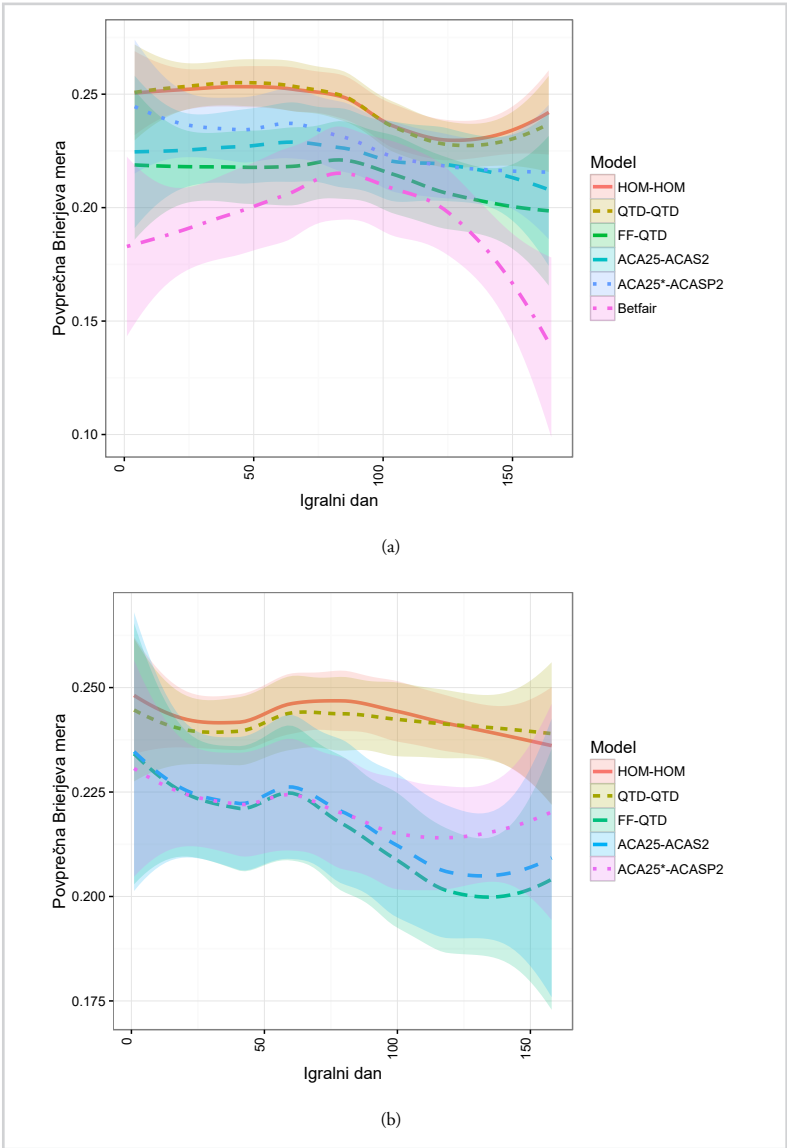 0.25
0.20
0.15
0.10
Povprečna Brierjeva mera
0
50
100
150
Igralni dan
Model
HOM-HOM
QTD-QTD
FF-QTD
ACA25-ACAS2
ACA25*-ACASP2
Betfair
(a)
0.250
0.225
0.200
0.175
Povprečna Brierjeva mera
0
50
100
150
Igralni dan
Model
HOM-HOM
QTD-QTD
FF-QTD
ACA25-ACAS2
ACA25*-ACASP2
(b)